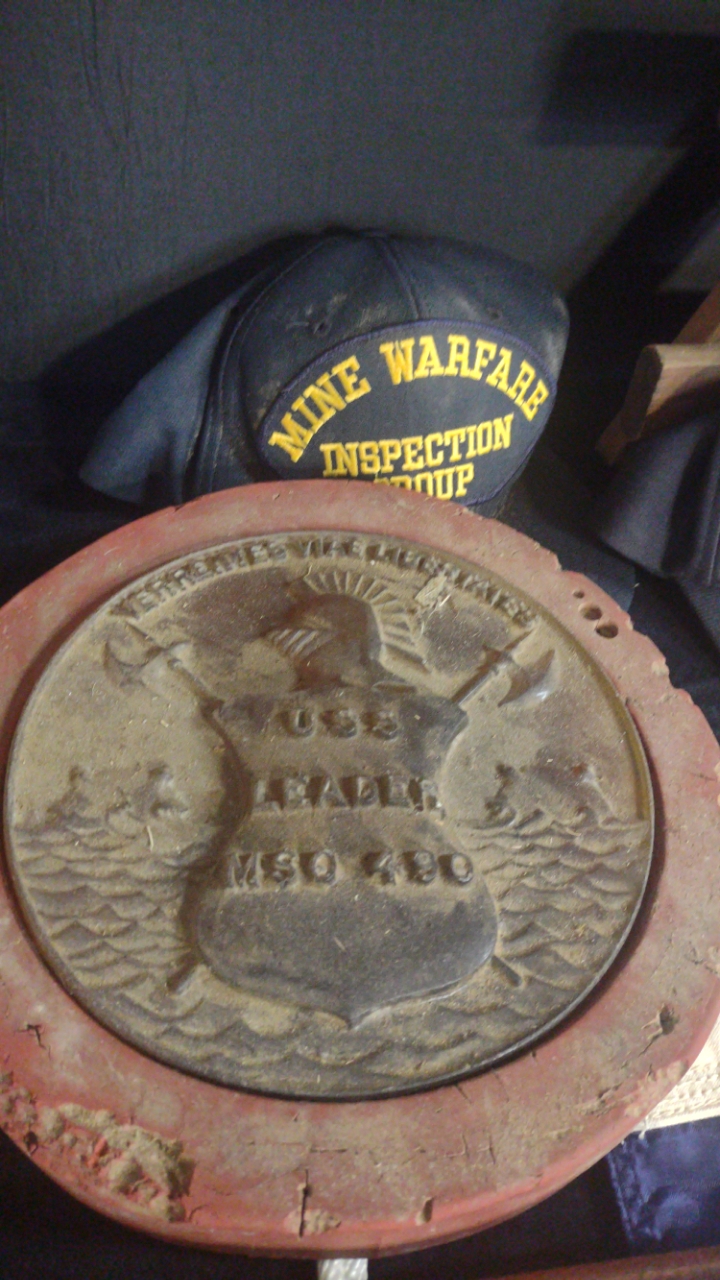 MINE WARFARE
INSPECTION
GROUP
USS
LEADER
MSO 490